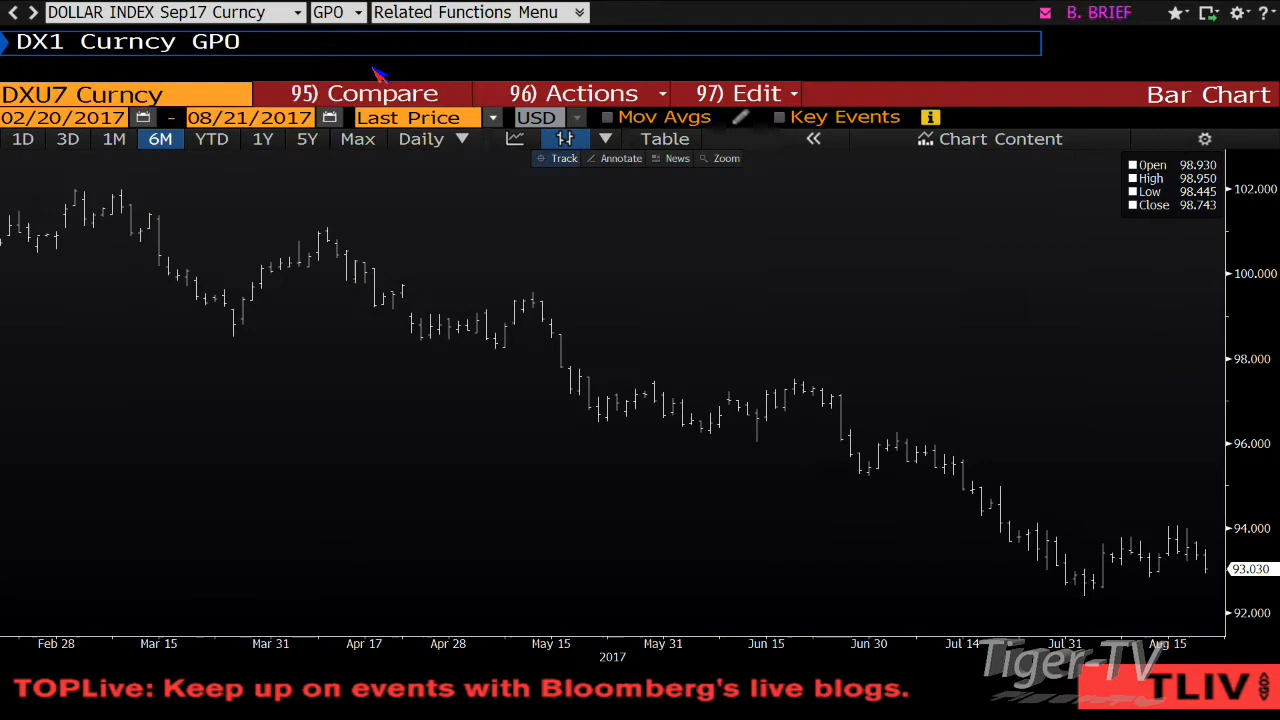 DOLLAR INDEX Sep17 Curncy GPO Related Functions Menu B. BRIEF ?
DX1 Curncy GPO
DXU7 Curncy 95) Compare 96) Actions 97) Edit Bar Chart
02/20/2017 - 08/21/2017 Last Price USD Mov Avgs Key Events i
1D 3D 1M 6M YTD 1Y 5Y Max Daily Table « Chart Content
Track Annotate News Zoom
Open 98.930
High 98.950
Low 98.445
Close 98.743
102.000
100.000
98.000
96.000
94.000
93.030
92.000
Feb 28 Mar 15 Mar 31 Apr 17 Apr 28 May 15 May 31 Jun 15 Jun 30 Jul 14 Jul 31 Aug 15
2017
Tiger-TV
TOPLive: Keep up on events with Bloomberg's live blogs. TLIV